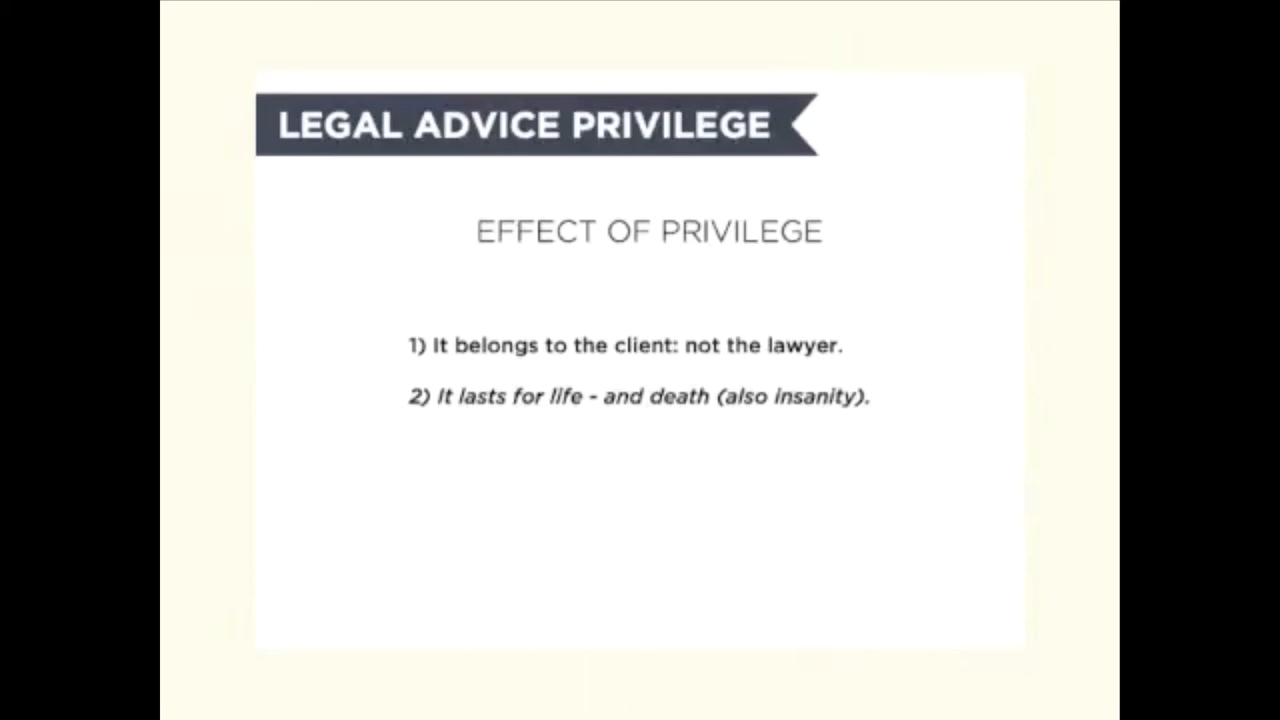 LEGAL ADVICE PRIVILEGE
EFFECT OF PRIVILEGE
1) It belongs to the client: not the lawyer.
2) It lasts for life - and death (also insanity).